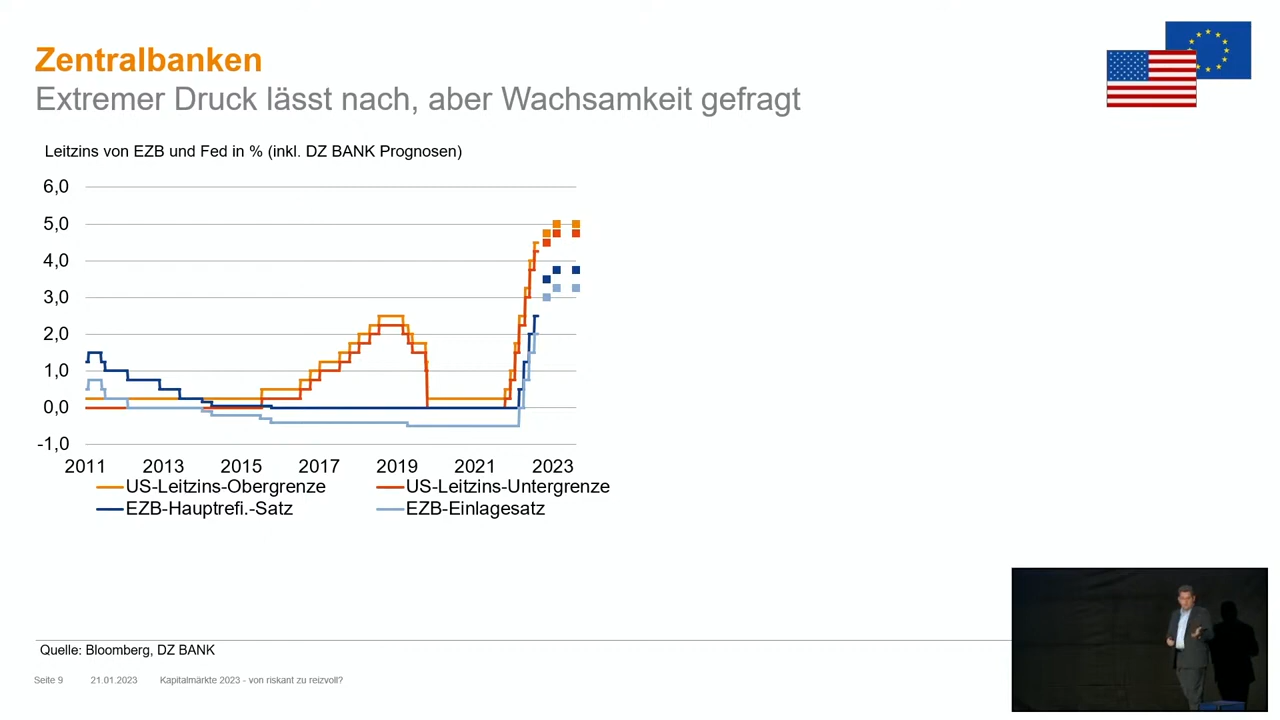 Zentralbanken
Extremer Druck lässt nach, aber Wachsamkeit gefragt
Leitzins von EZB und Fed in % (inkl. DZ BANK Prognosen)
6,0
5,0
4,0
3,0
2,0
1,0
0,0
-1,0
2011 2013 2015 2017 2019 2021 2023
US-Leitzins-Obergrenze US-Leitzins-Untergrenze
EZB-Hauptrefi.-Satz EZB-Einlagesatz
Quelle: Bloomberg, DZ BANK
Seite 9 21.01.2023 Kapitalmärkte 2023 - von riskant zu reizvoll?